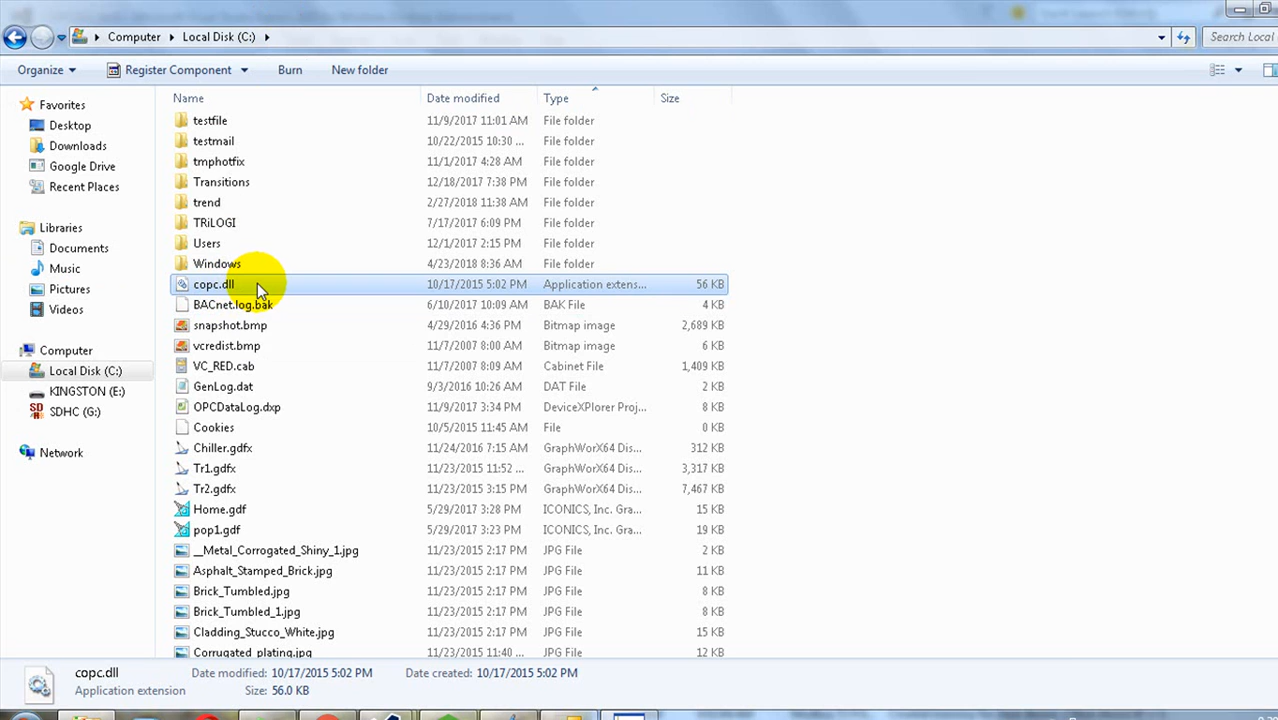 Computer Local Disk (C:) Search Local
Organize Register Component Burn New folder
Name Date modified Type Size
Favorites
Desktop
Downloads
Google Drive
Recent Places
Libraries
Documents
Music
Pictures
Videos
Computer
Local Disk (C:)
KINGSTON (E:)
SDHC (G:)
Network
testfile 11/9/2017 11:01 AM File folder
testmail 10/22/2015 10:30 ... File folder
tmphotfix 11/1/2017 4:28 AM File folder
Transitions 12/18/2017 7:38 PM File folder
trend 2/27/2018 11:38 AM File folder
TRiLOGI 7/17/2017 6:09 PM File folder
Users 12/1/2017 2:15 PM File folder
Windows 4/23/2018 8:36 AM File folder
copc.dll 10/17/2015 5:02 PM Application extens... 56 KB
BACnet.log.bak 6/10/2017 10:09 AM BAK File 4 KB
snapshot.bmp 4/29/2016 4:36 PM Bitmap image 2,689 KB
vcredist.bmp 11/7/2007 8:00 AM Bitmap image 6 KB
VC_RED.cab 11/7/2007 8:09 AM Cabinet File 1,409 KB
GenLog.dat 9/3/2016 10:26 AM DAT File 2 KB
OPCDataLog.dxp 11/9/2017 3:34 PM DeviceXPlorer Proj... 8 KB
Cookies 10/5/2015 11:45 AM File 0 KB
Chiller.gdfx 11/24/2016 7:15 AM GraphWorX64 Dis... 312 KB
Tr1.gdfx 11/23/2015 11:52 ... GraphWorX64 Dis... 3,317 KB
Tr2.gdfx 11/23/2015 3:15 PM GraphWorX64 Dis... 7,467 KB
Home.gdf 5/29/2017 3:28 PM ICONICS, Inc. Gra... 15 KB
pop1.gdf 5/29/2017 3:23 PM ICONICS, Inc. Gra... 19 KB
__Metal_Corrogated_Shiny_1.jpg 11/23/2015 2:17 PM JPG File 2 KB
Asphalt_Stamped_Brick.jpg 11/23/2015 2:17 PM JPG File 11 KB
Brick_Tumbled.jpg 11/23/2015 2:17 PM JPG File 8 KB
Brick_Tumbled_1.jpg 11/23/2015 2:17 PM JPG File 8 KB
Cladding_Stucco_White.jpg 11/23/2015 2:17 PM JPG File 15 KB
Corrugated_plating.jpg 11/23/2015 11:40 ... JPG File 12 KB
copc.dll Date modified: 10/17/2015 5:02 PM Date created: 10/17/2015 5:02 PM
Application extension Size: 56.0 KB